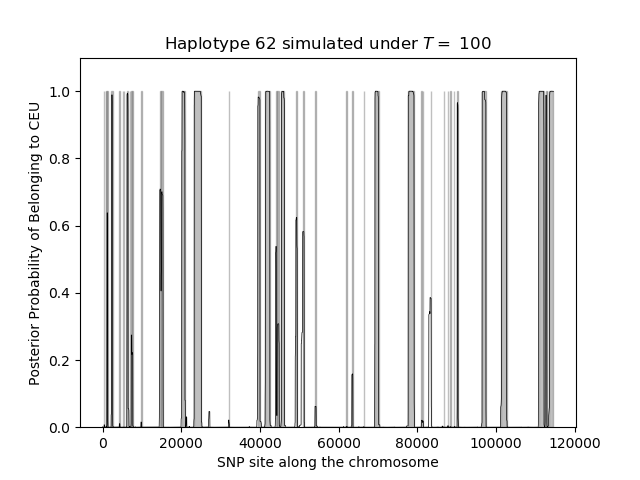 Haplotype 62 simulated under T = 100
Posterior Probability of Belonging to CEU
1.0
0.8
0.6
0.4
0.2
0.0
0 20000 40000 60000 80000 100000 120000
SNP site along the chromosome